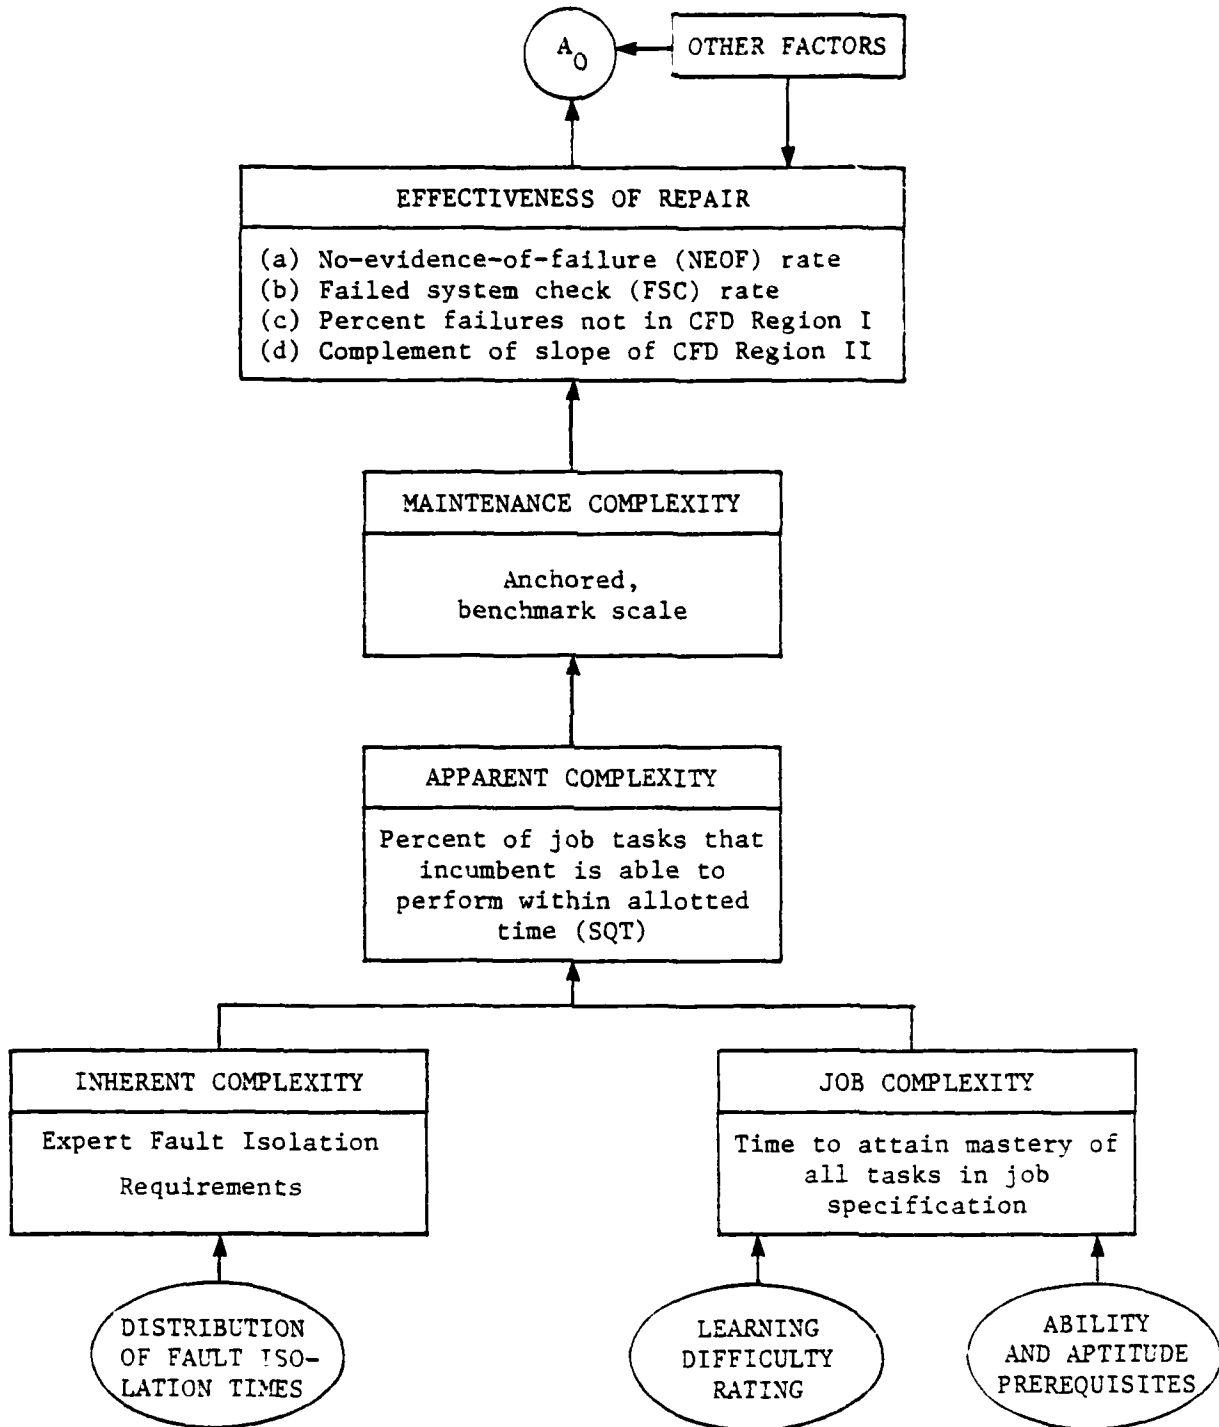 A_O
OTHER FACTORS
EFFECTIVENESS OF REPAIR
(a) No-evidence-of-failure (NEOF) rate
(b) Failed system check (FSC) rate
(c) Percent failures not in CFD Region I
(d) Complement of slope of CFD Region II
MAINTENANCE COMPLEXITY
Anchored,
benchmark scale
APPARENT COMPLEXITY
Percent of job tasks that
incumbent is able to
perform within allotted
time (SQT)
INHERENT COMPLEXITY
Expert Fault Isolation
Requirements
JOB COMPLEXITY
Time to attain mastery of
all tasks in job
specification
DISTRIBUTION
OF FAULT ISO-
LATION TIMES
LEARNING
DIFFICULTY
RATING
ABILITY
AND APTITUDE
PREREQUISITES